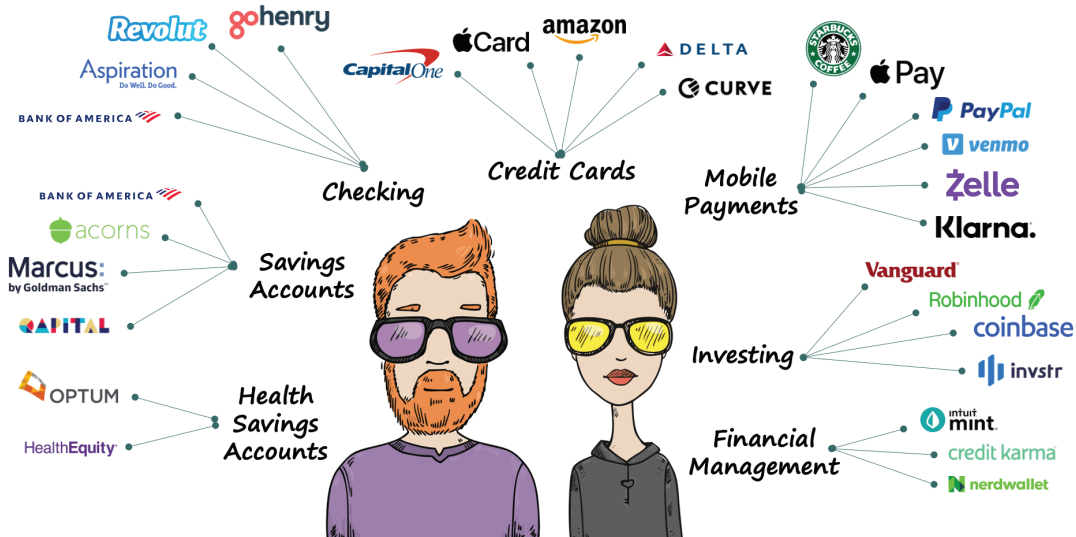 Revolut
gohenry
Aspiration
Do Well. Do Good.
BANK OF AMERICA
Checking
Capital One
Card
amazon
DELTA
CURVE
Credit Cards
STARBUCKS
COFFEE
Pay
PayPal
venmo
Zelle
Klarna.
Mobile
Payments
BANK OF AMERICA
acorns
Marcus:
by Goldman Sachs™
QAPITAL
Savings
Accounts
OPTUM
HealthEquity
Health
Savings
Accounts
Vanguard®
Robinhood
coinbase
invstr
Investing
intuit
mint.
credit karma
nerdwallet
Financial
Management